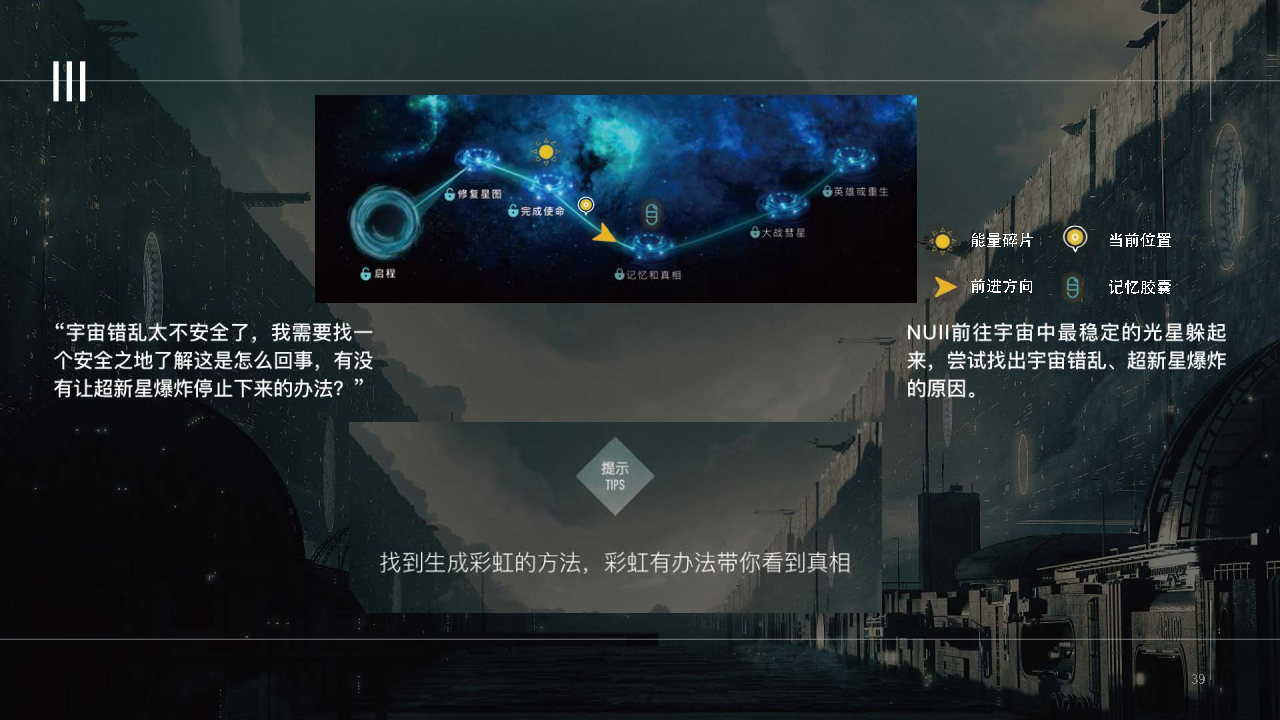 修复星图
完成使命
启程
记忆和真相
大战彗星
英雄或重生
能量碎片
当前位置
前进方向
记忆胶囊
“宇宙错乱太不安全了，我需要找一
个安全之地了解这是怎么回事，有没
有让超新星爆炸停止下来的办法？”
NUll前往宇宙中最稳定的光星躲起
来，尝试找出宇宙错乱、超新星爆炸
的原因。
提示
TIPS
找到生成彩虹的方法，彩虹有办法带你看到真相
39